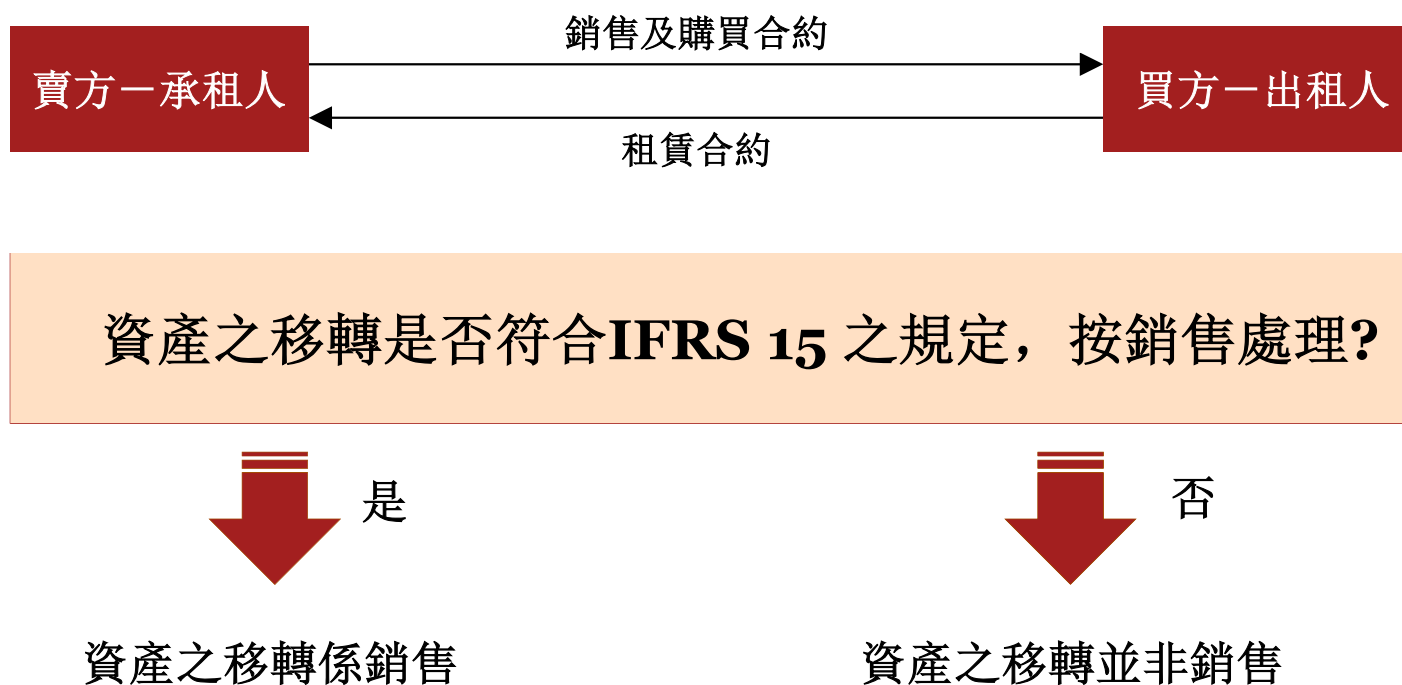 銷售及購買合約
賣方－承租人
買方－出租人
租賃合約
資產之移轉是否符合IFRS 15 之規定，按銷售處理?
是
否
資產之移轉係銷售
資產之移轉並非銷售